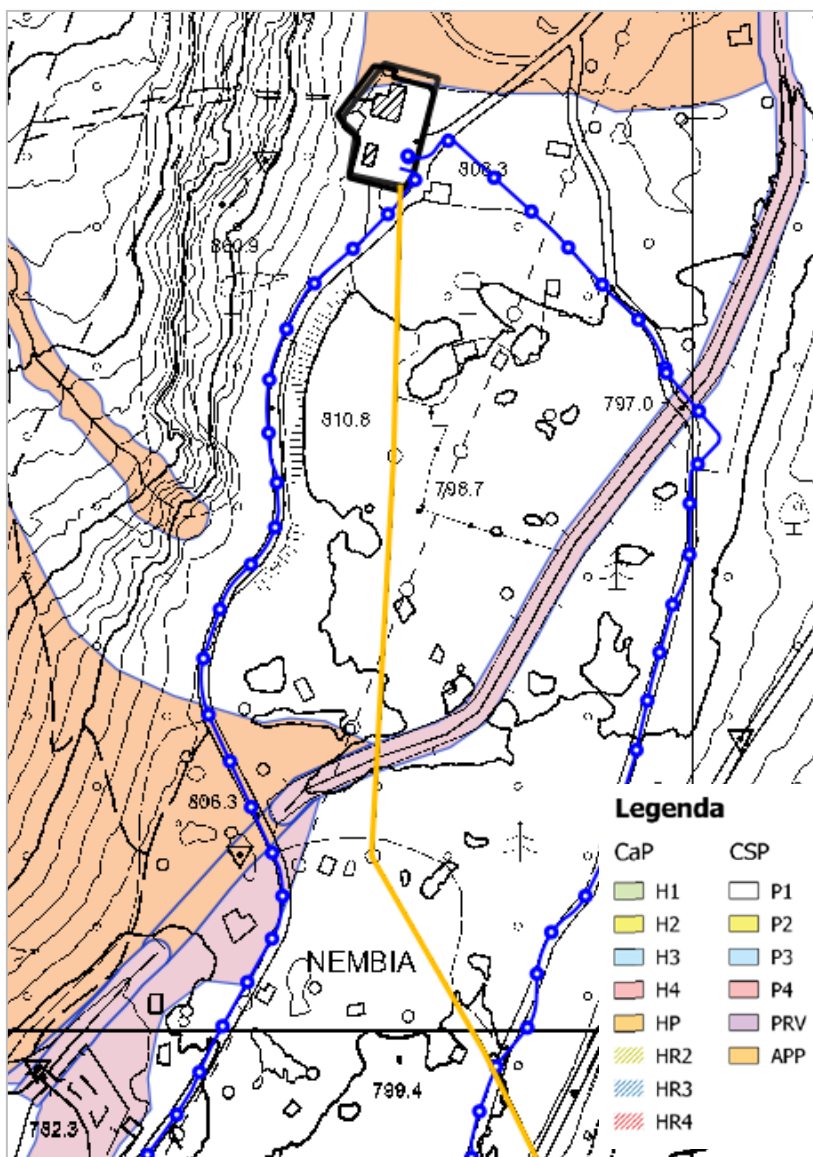 808.3
860.9
810.8
797.0
798.7
806.3
NEMBIA
799.4
782.3
Legenda
CaP CSP
H1 P1
H2 P2
H3 P3
H4 P4
HP PRV
HR2 APP
HR3
HR4